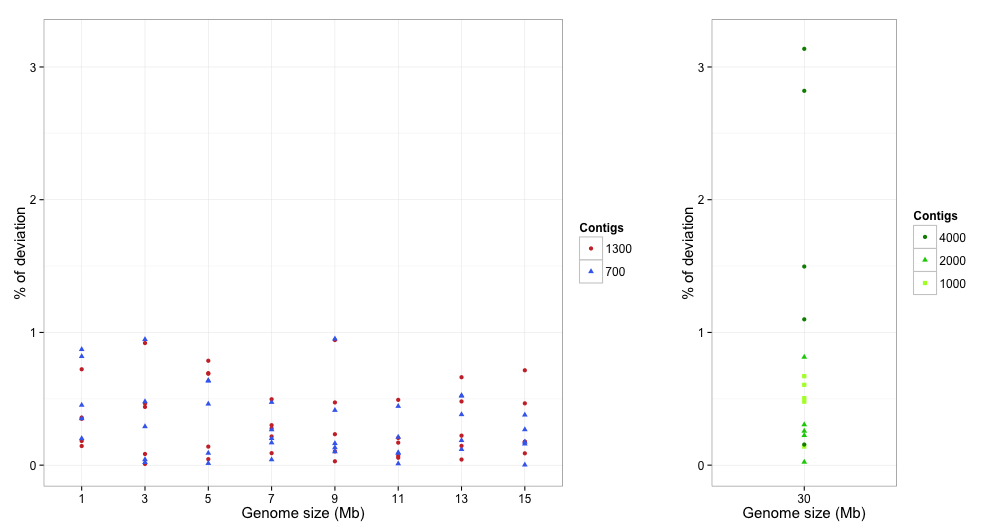 % of deviation
3
2
1
0
1 3 5 7 9 11 13 15
Genome size (Mb)
Contigs
1300
700
% of deviation
3
2
1
0
30
Genome size (Mb)
Contigs
4000
2000
1000